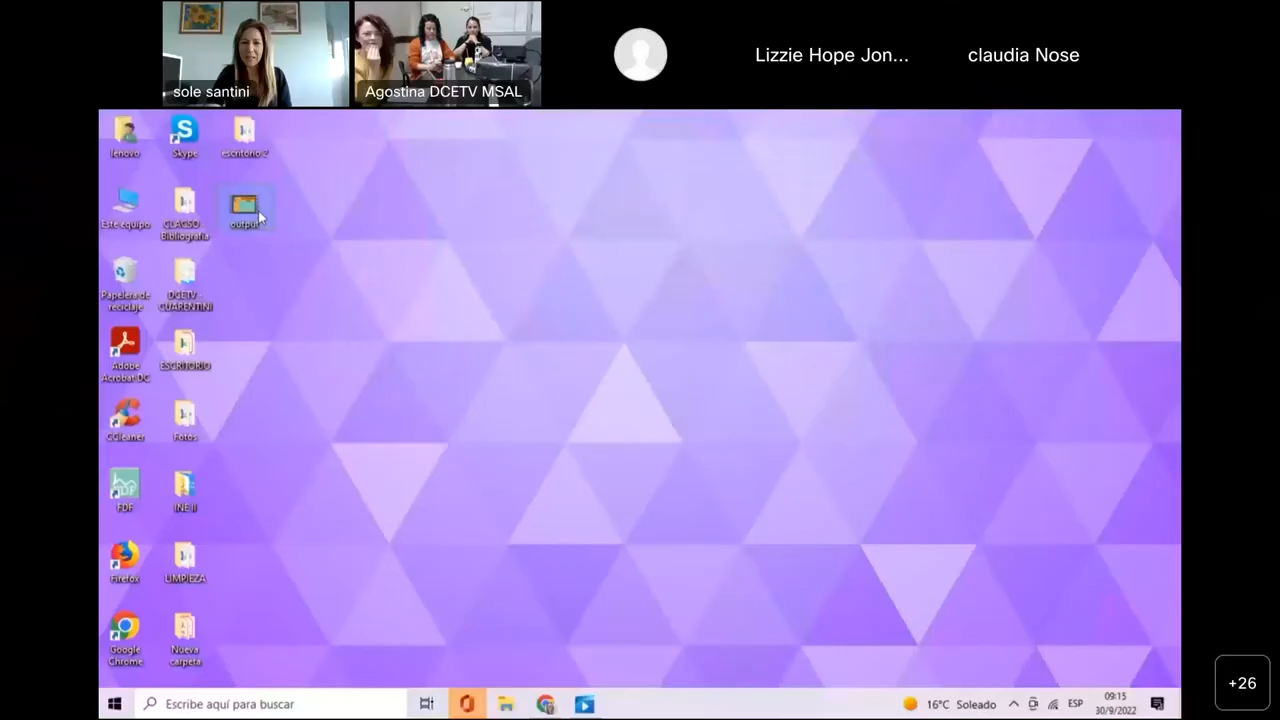 sole santini
Agostina DCETV MSAL
Lizzie Hope Jon...
claudia Nose
lenovo
Skype
escritorio 2
Este equipo
CLACSO -
Bibliografia
output
Papelera de
reciclaje
DCETV -
CUARENTINI
Adobe
Acrobat DC
ESCRITORIO
CCleaner
Fotos
PDF
FDF
INE II
Firefox
LIMPIEZA
Google
Chrome
Nueva
carpeta
Escribe aquí para buscar
16°C Soleado
ESP
09:15
30/9/2022
+26